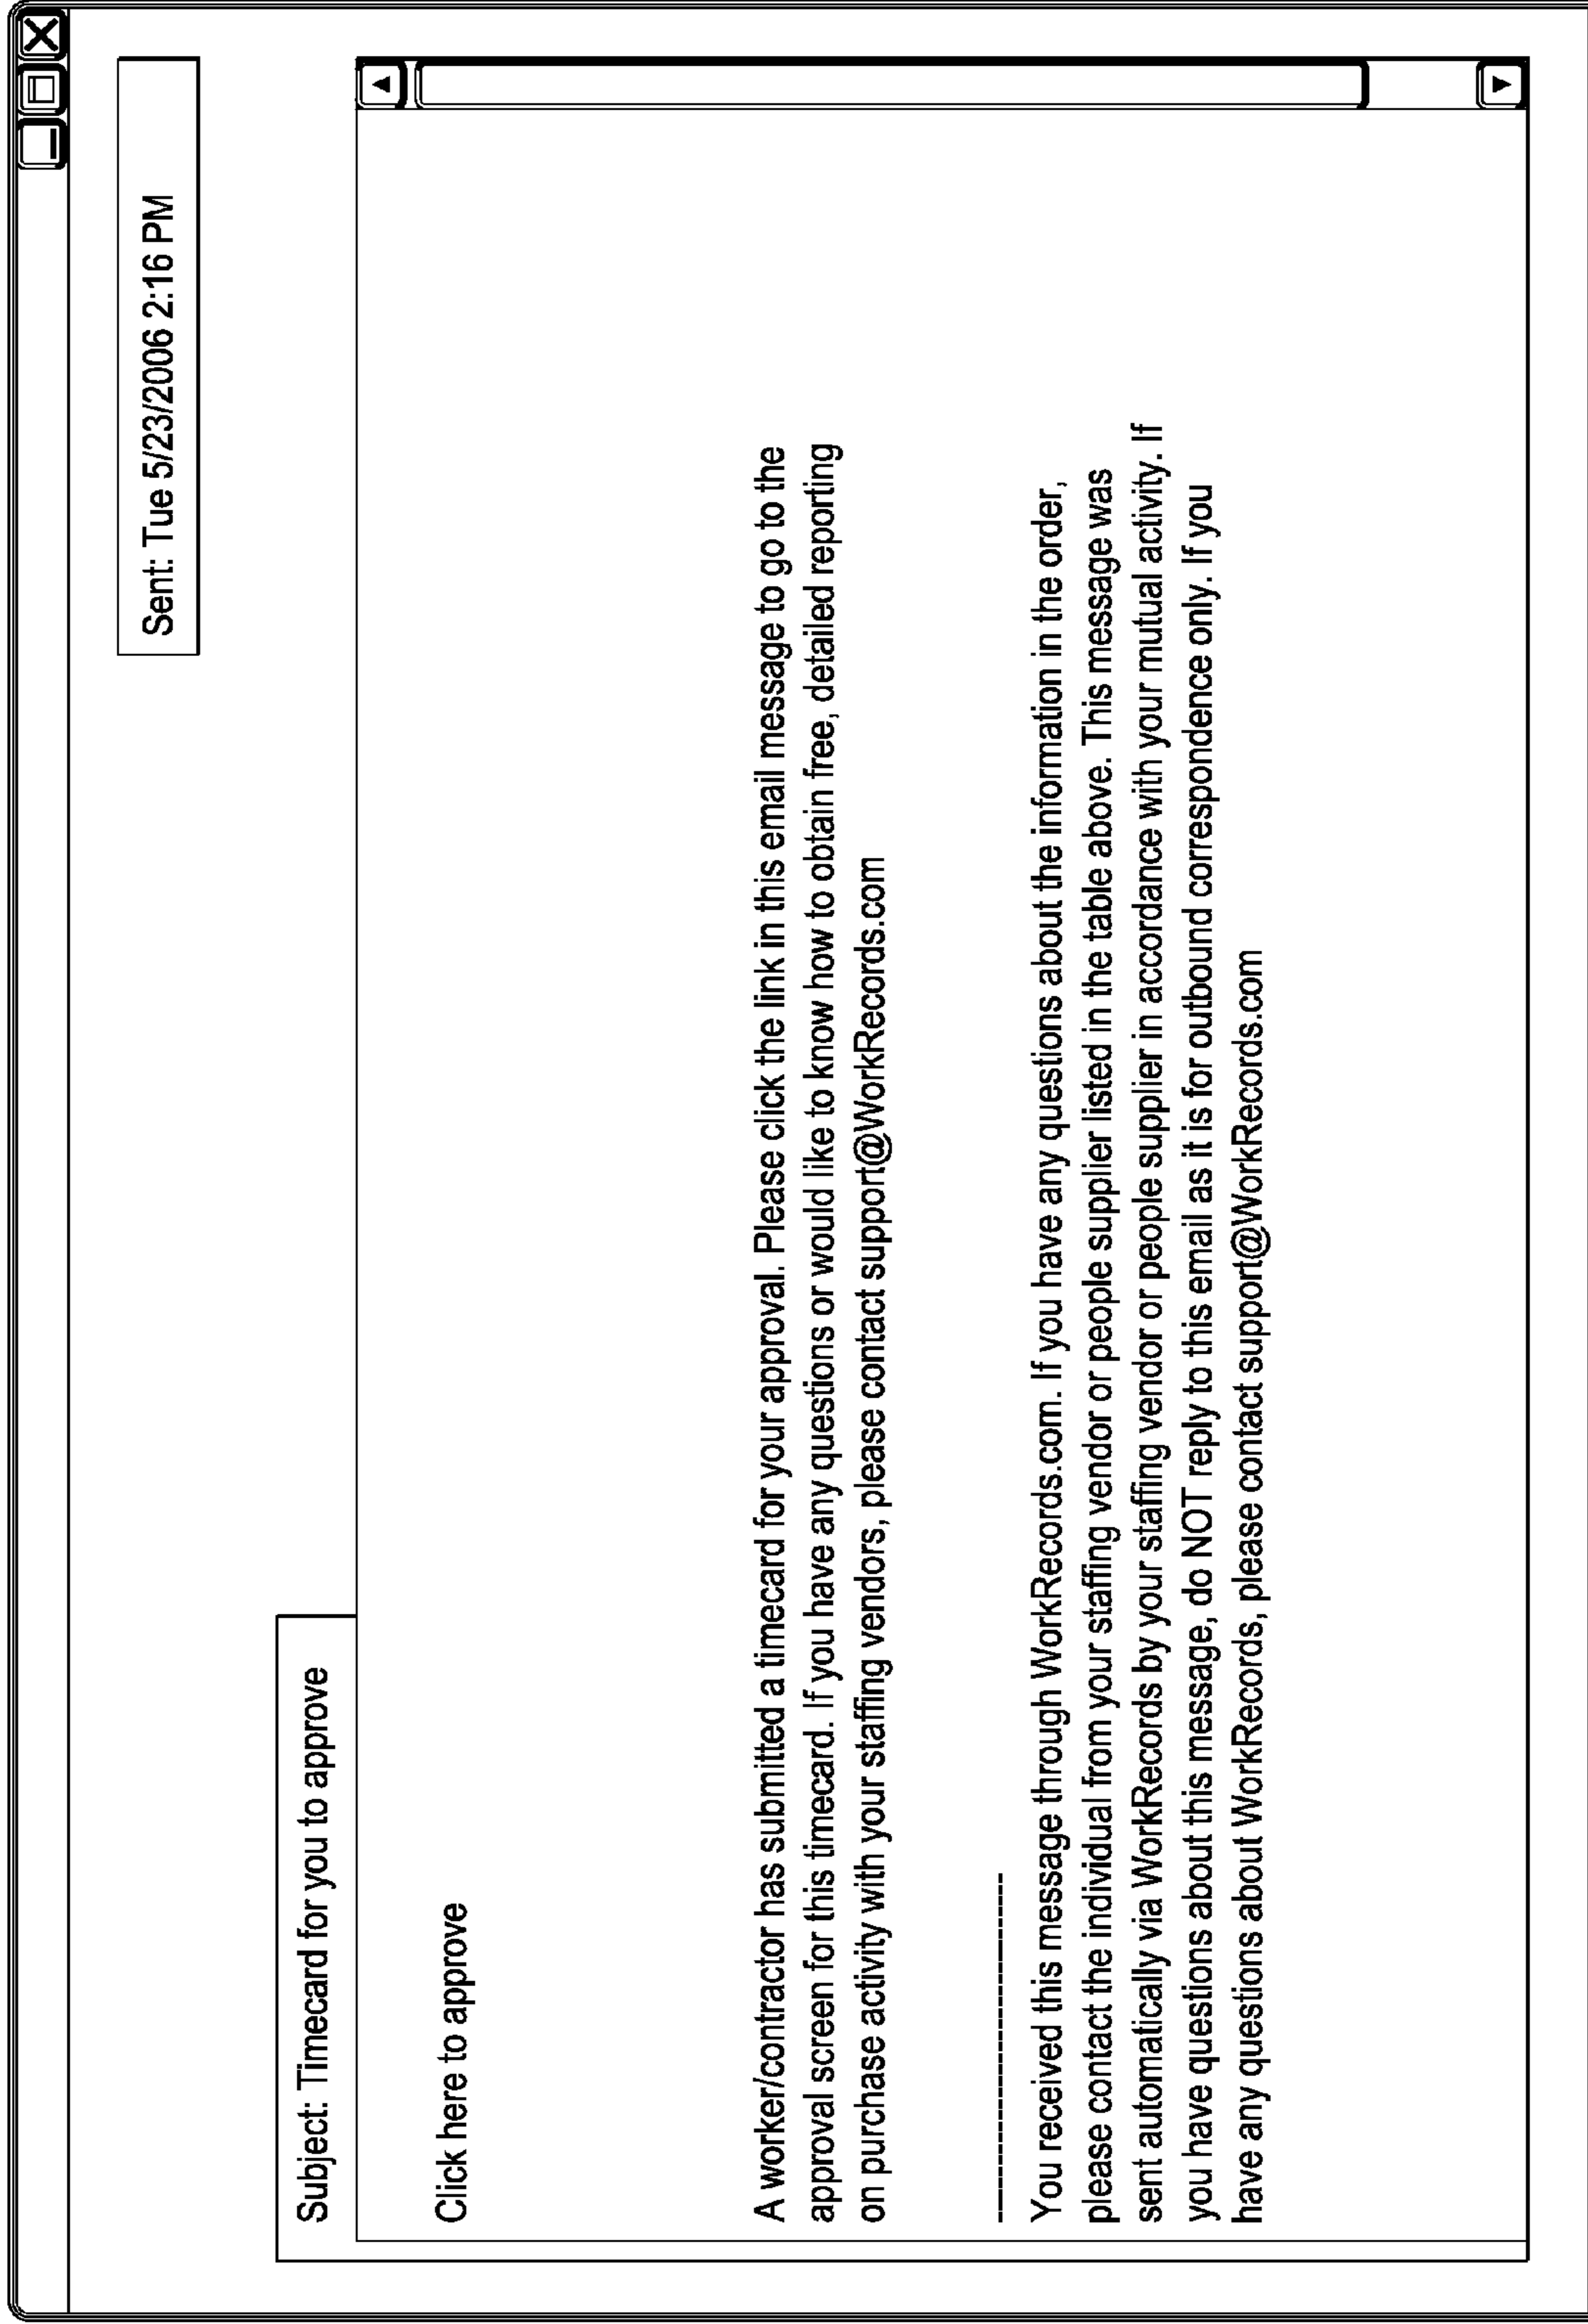 Sent: Tue 5/23/2006 2:16 PM
Subject: Timecard for you to approve
Click here to approve
A worker/contractor has submitted a timecard for your approval. Please click the link in this email message to go to the
approval screen for this timecard. If you have any questions or would like to know how to obtain free, detailed reporting
on purchase activity with your staffing vendors, please contact support@WorkRecords.com
You received this message through WorkRecords.com. If you have any questions about the information in the order,
please contact the individual from your staffing vendor or people supplier listed in the table above. This message was
sent automatically via WorkRecords by your staffing vendor or people supplier in accordance with your mutual activity. If
you have questions about this message, do NOT reply to this email as it is for outbound correspondence only. If you
have any questions about WorkRecords, please contact support@WorkRecords.com